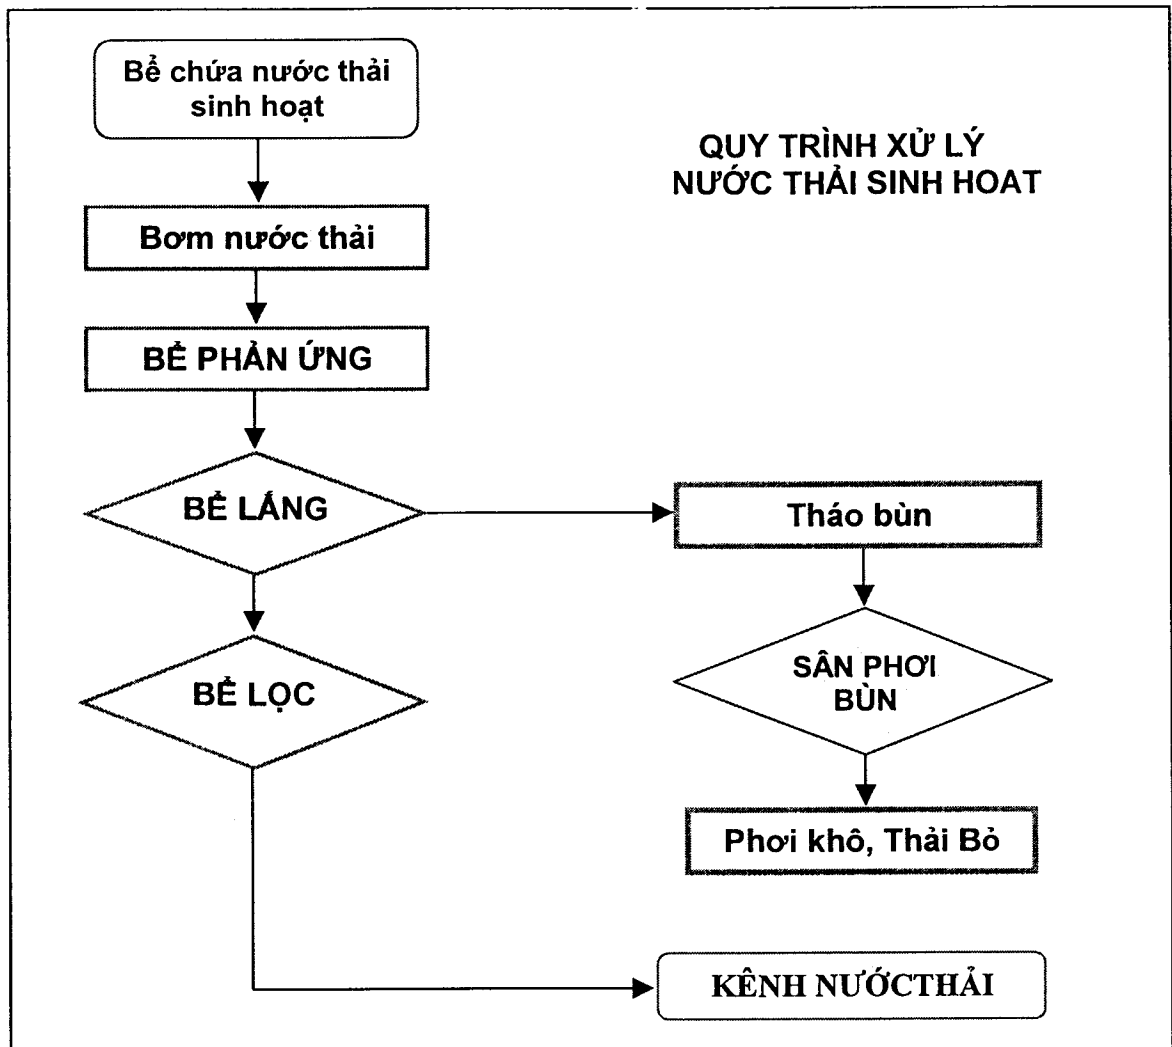 Bể chứa nước thải
sinh hoạt
QUY TRÌNH XỬ LÝ
NƯỚC THẢI SINH HOAT
Bơm nước thải
BỂ PHẢN ỨNG
BỂ LẮNG
Tháo bùn
BỂ LỌC
SÂN PHƠI
BÙN
Phơi khô, Thải Bỏ
KÊNH NƯỚCTHẢI